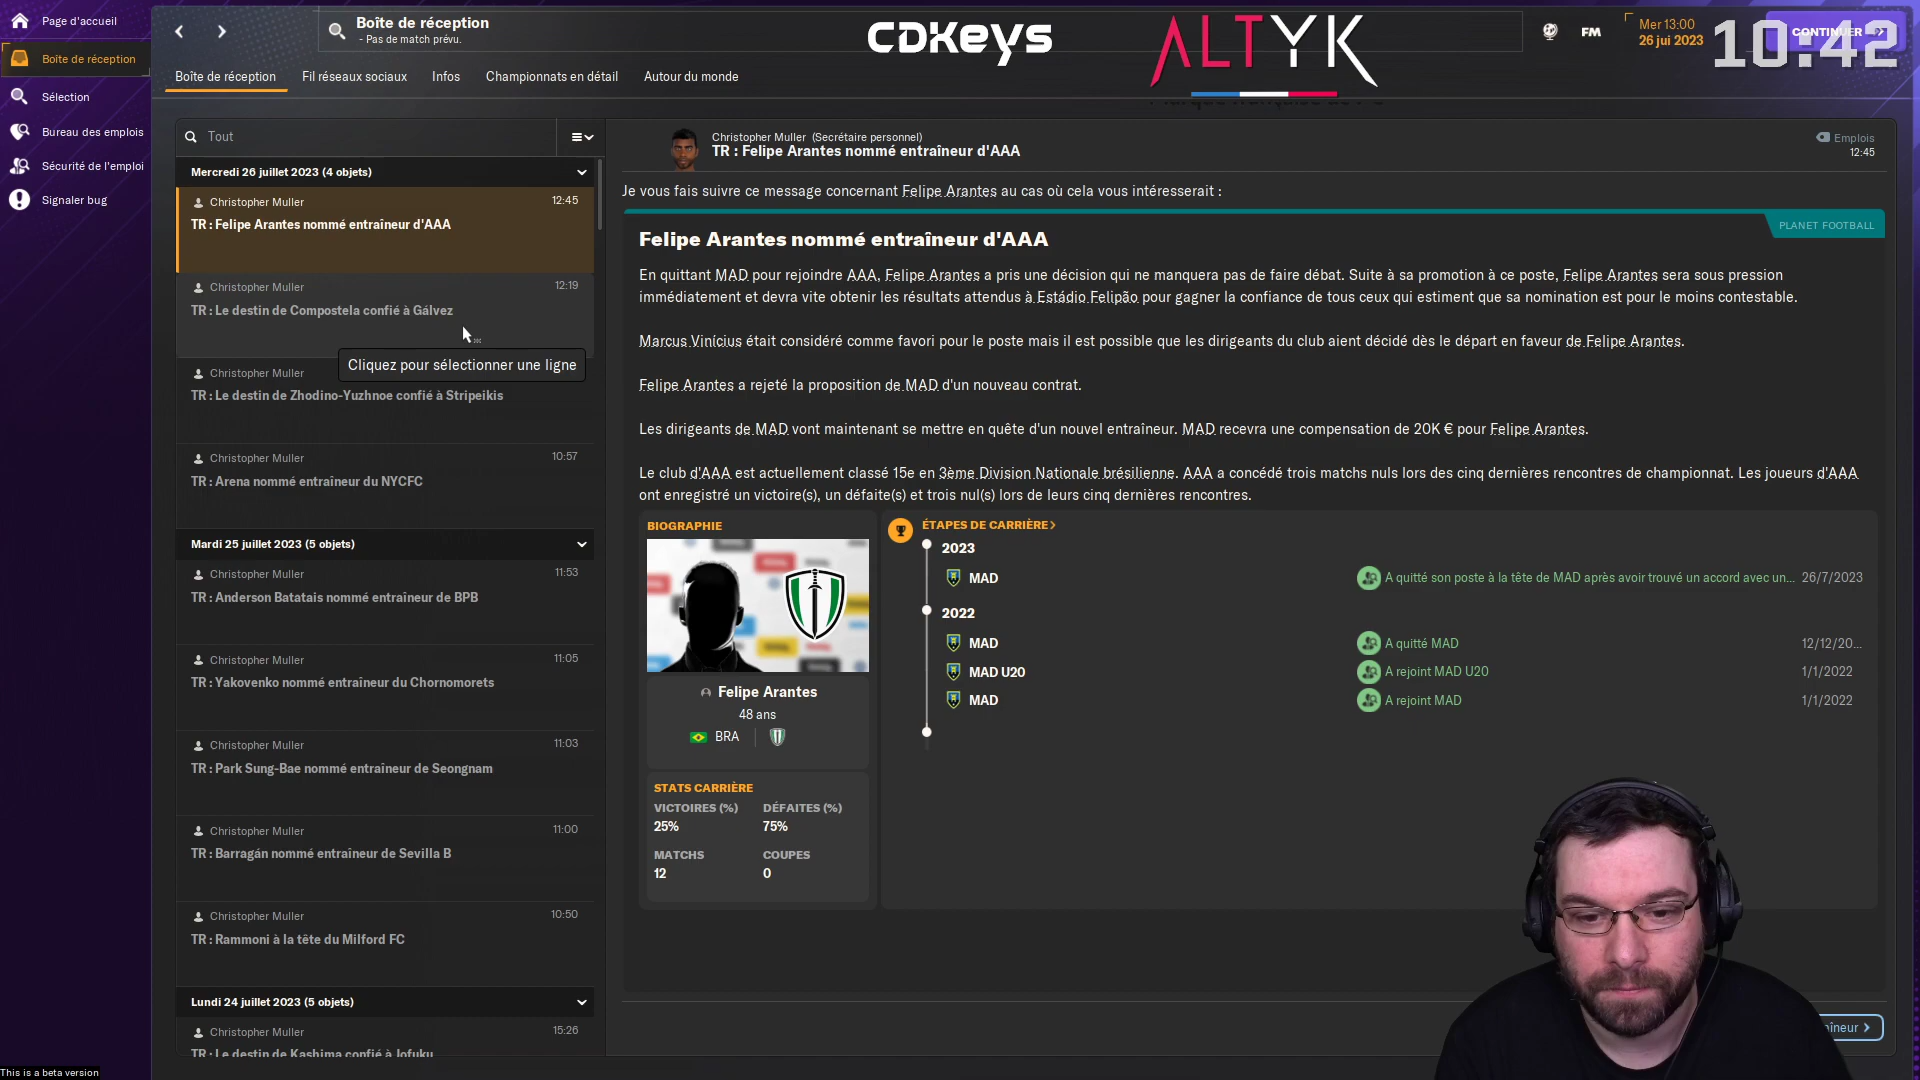 Page d'accueil
Boîte de réception
Sélection
Bureau des emplois
Sécurité de l'emploi
Signaler bug
Boîte de réception
- Pas de match prévu.
CDKeys
ALTYK
FM
Mer 13:00
26 jui 2023
CONTINUER
10:42
Boîte de réception
Fil réseaux sociaux
Infos
Championnats en détail
Autour du monde
Tout
Mercredi 26 juillet 2023 (4 objets)
Christopher Muller
12:45
TR : Felipe Arantes nommé entraîneur d'AAA
Christopher Muller
12:19
TR : Le destin de Compostela confié à Gálvez
Cliquez pour sélectionner une ligne
Christopher Muller
TR : Le destin de Zhodino-Yuzhnoe confié à Stripeikis
Christopher Muller
10:57
TR : Arena nommé entraîneur du NYCFC
Mardi 25 juillet 2023 (5 objets)
Christopher Muller
11:53
TR : Anderson Batatais nommé entraîneur de BPB
Christopher Muller
11:05
TR : Yakovenko nommé entraîneur du Chornomorets
Christopher Muller
11:03
TR : Park Sung-Bae nommé entraîneur de Seongnam
Christopher Muller
11:00
TR : Barragán nommé entraîneur de Sevilla B
Christopher Muller
10:50
TR : Rammoni à la tête du Milford FC
Lundi 24 juillet 2023 (5 objets)
Christopher Muller
15:26
TR : Le destin de Kashima confié à Jofuku
Christopher Muller (Secrétaire personnel)
TR : Felipe Arantes nommé entraîneur d'AAA
Emplois
12:45
Je vous fais suivre ce message concernant Felipe Arantes au cas où cela vous intéresserait :
PLANET FOOTBALL
Felipe Arantes nommé entraîneur d'AAA
En quittant MAD pour rejoindre AAA, Felipe Arantes a pris une décision qui ne manquera pas de faire débat. Suite à sa promotion à ce poste, Felipe Arantes sera sous pression
immédiatement et devra vite obtenir les résultats attendus à Estádio Felipão pour gagner la confiance de tous ceux qui estiment que sa nomination est pour le moins contestable.
Marcus Vinícius était considéré comme favori pour le poste mais il est possible que les dirigeants du club aient décidé dès le départ en faveur de Felipe Arantes.
Felipe Arantes a rejeté la proposition de MAD d'un nouveau contrat.
Les dirigeants de MAD vont maintenant se mettre en quête d'un nouvel entraîneur. MAD recevra une compensation de 20K € pour Felipe Arantes.
Le club d'AAA est actuellement classé 15e en 3ème Division Nationale brésilienne. AAA a concédé trois matchs nuls lors des cinq dernières rencontres de championnat. Les joueurs d'AAA
ont enregistré un victoire(s), un défaite(s) et trois nul(s) lors de leurs cinq dernières rencontres.
BIOGRAPHIE
Felipe Arantes
48 ans
BRA
STATS CARRIÈRE
VICTOIRES (%)
DÉFAITES (%)
25%
75%
MATCHS
COUPES
12
0
ÉTAPES DE CARRIÈRE
2023
MAD
A quitté son poste à la tête de MAD après avoir trouvé un accord avec un...
26/7/2023
2022
MAD
A quitté MAD
12/12/20...
MAD U20
A rejoint MAD U20
1/1/2022
MAD
A rejoint MAD
1/1/2022
This is a beta version